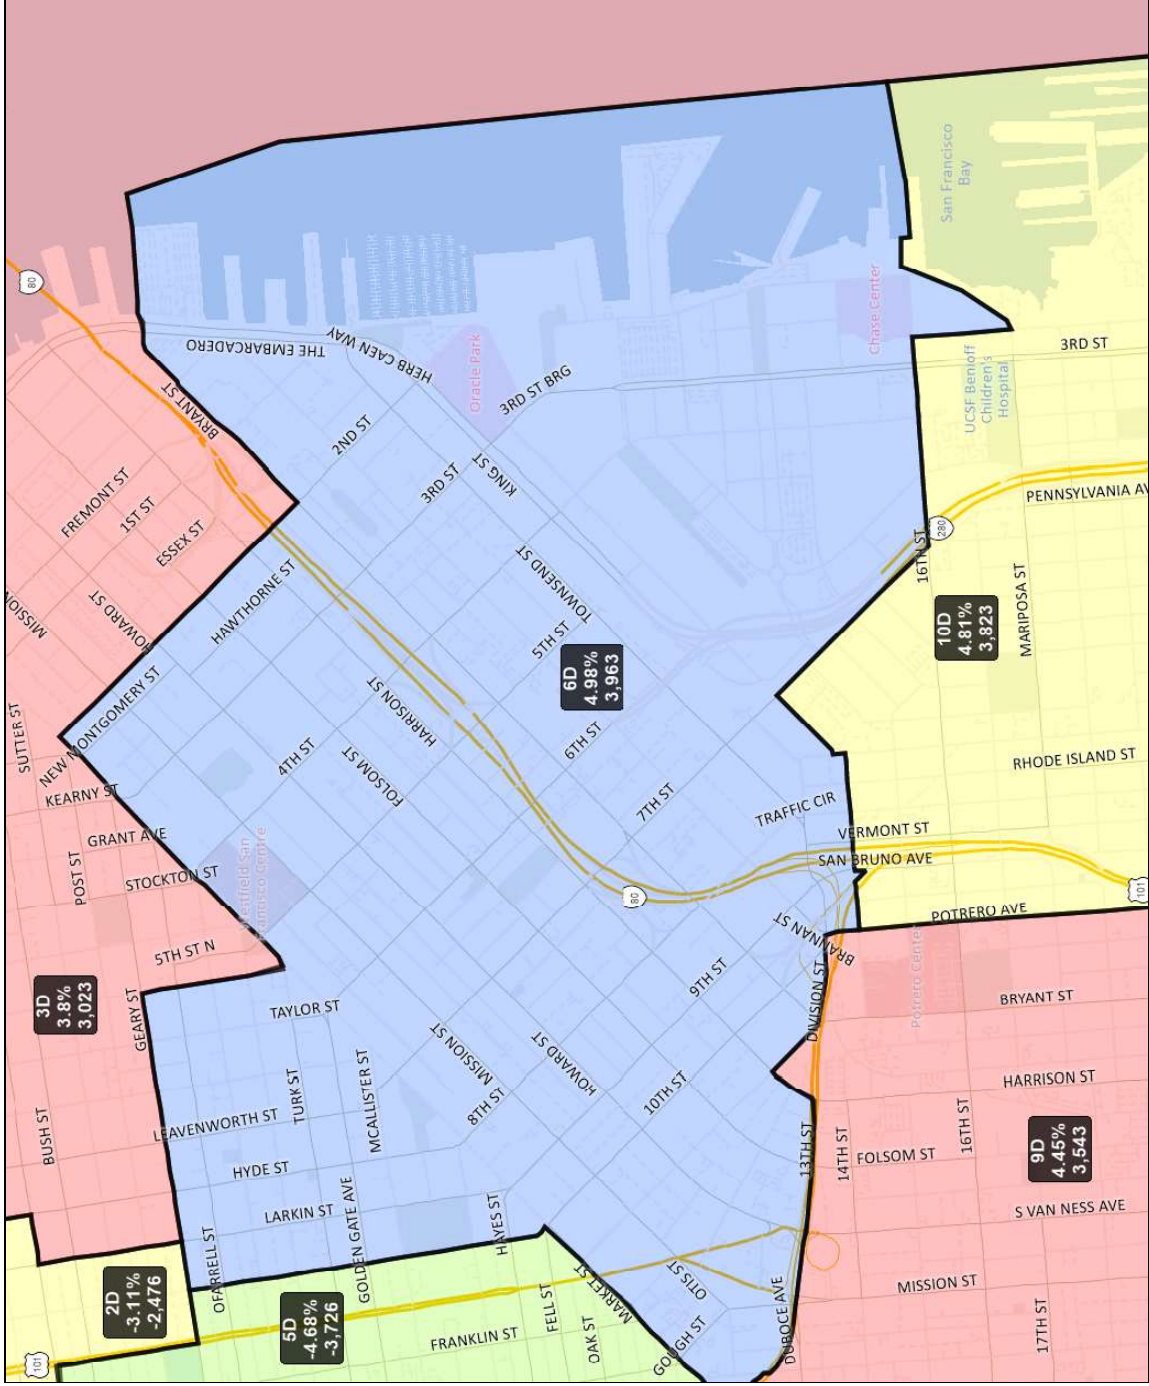 80
San Francisco
Bay
THE EMBARCADERO
HERB CAEN WAY
BRYANT ST
Oracle Park
3RD ST BRG
Chase Center
3RD ST
UCSF Benioff
Children's
Hospital
2ND ST
3RD ST
KING ST
FREMONT ST
1ST ST
ESSEX ST
MISSION
HOWARD ST
HAWTHORNE ST
TOWNSEND ST
5TH ST
PENNSYLVANIA AV
280
16TH ST
MARIPOSA ST
10D
4.81%
3,823
6D
4.98%
3,963
SUTTER ST
NEW MONTGOMERY ST
HARRISON ST
4TH ST
FOLSOM ST
6TH ST
7TH ST
KEARNY ST
GRANT AVE
POST ST
STOCKTON ST
Westfield San
Francisco Centre
TRAFFIC CIR
RHODE ISLAND ST
VERMONT ST
SAN BRUNO AVE
80
101
POTRERO AVE
5TH ST N
BRANNAN ST
Potrero Center
3D
3.8%
3,023
GEARY ST
TAYLOR ST
9TH ST
DIVISION ST
BRYANT ST
MISSION ST
HOWARD ST
MCALLISTER ST
TURK ST
8TH ST
10TH ST
HARRISON ST
BUSH ST
LEAVENWORTH ST
HYDE ST
13TH ST
14TH ST
FOLSOM ST
16TH ST
9D
4.45%
3,543
LARKIN ST
HAYES ST
S VAN NESS AVE
GOLDEN GATE AVE
OFARRELL ST
2D
-3.11%
-2,476
5D
-4.68%
-3,726
OTIS ST
MARKET ST
FELL ST
MISSION ST
DUBOCE AVE
FRANKLIN ST
OAK ST
GOUGH ST
17TH ST
101